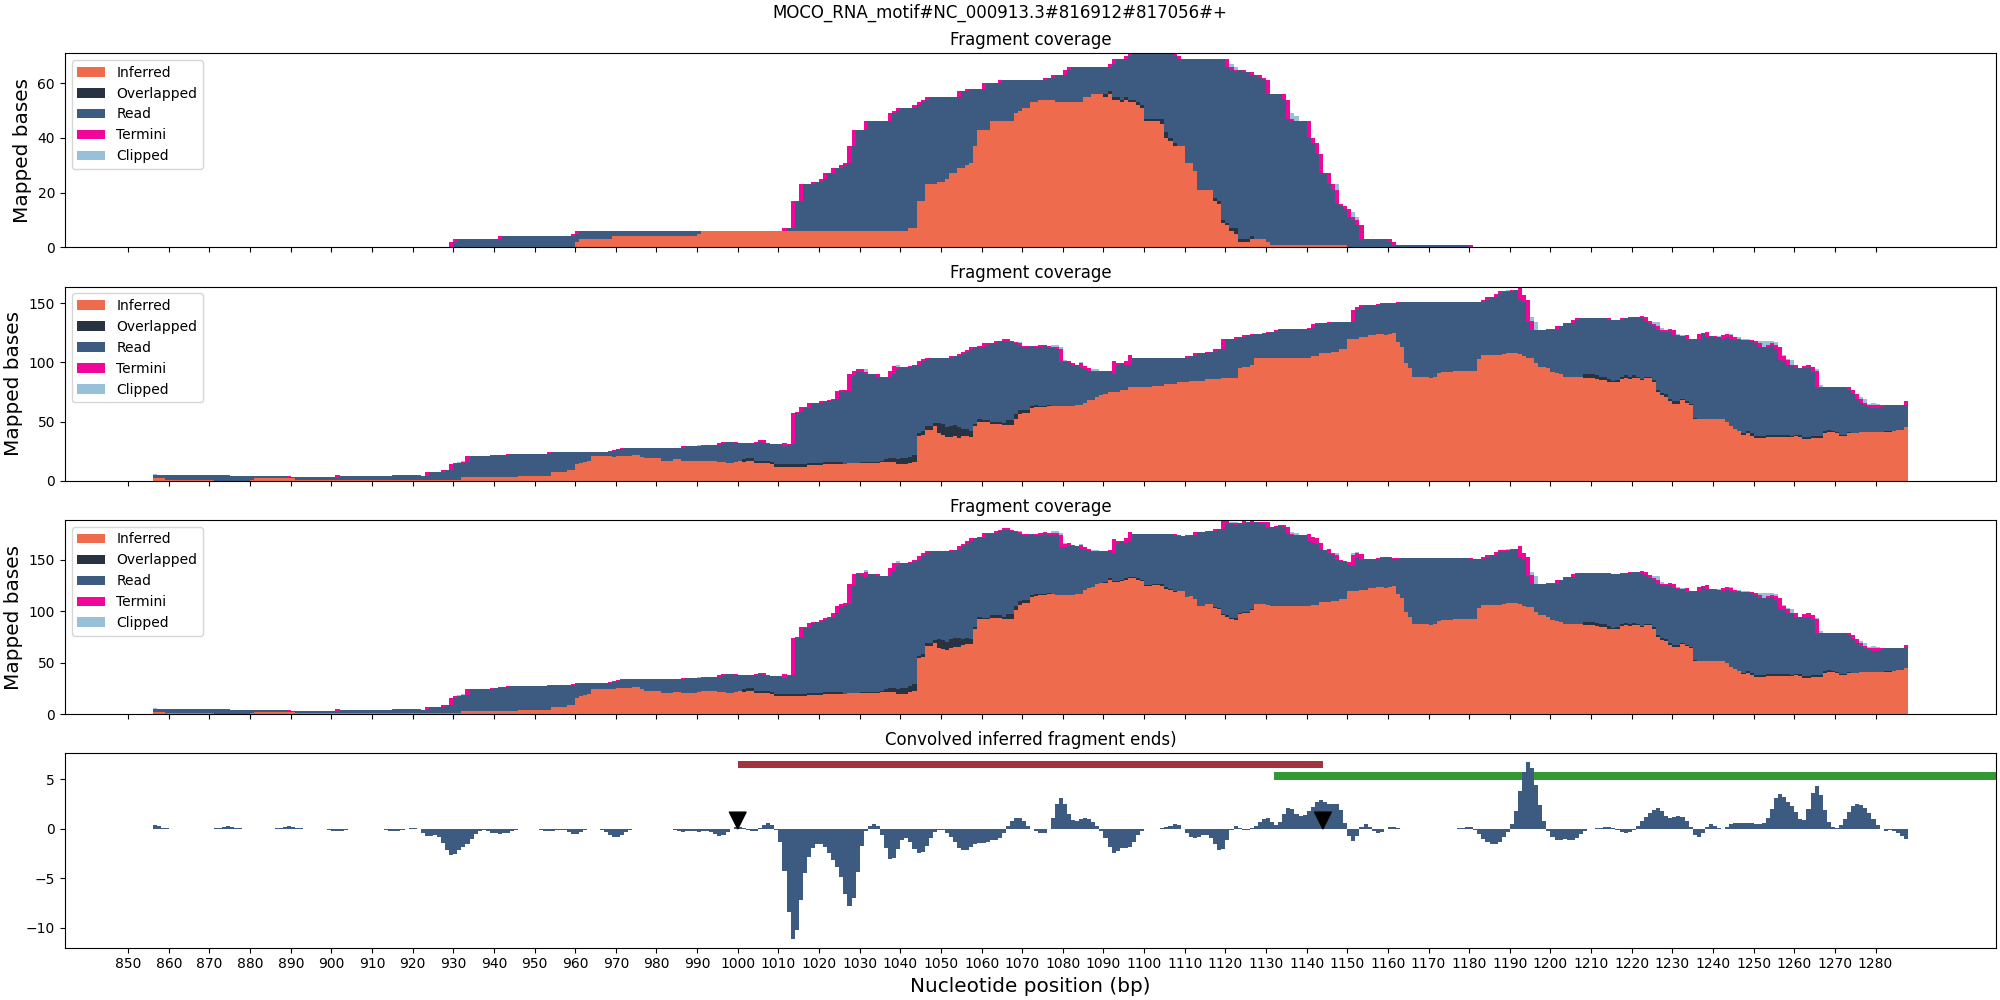 MOCO_RNA_motif#NC_000913.3#816912#817056#+
Fragment coverage
Mapped bases
60
40
20
0
Inferred
Overlapped
Read
Termini
Clipped
Fragment coverage
Mapped bases
150
100
50
0
Inferred
Overlapped
Read
Termini
Clipped
Fragment coverage
Mapped bases
150
100
50
0
Inferred
Overlapped
Read
Termini
Clipped
Convolved inferred fragment ends)
5
0
−5
−10
850 860 870 880 890 900 910 920 930 940 950 960 970 980 990 1000 1010 1020 1030 1040 1050 1060 1070 1080 1090 1100 1110 1120 1130 1140 1150 1160 1170 1180 1190 1200 1210 1220 1230 1240 1250 1260 1270 1280
Nucleotide position (bp)